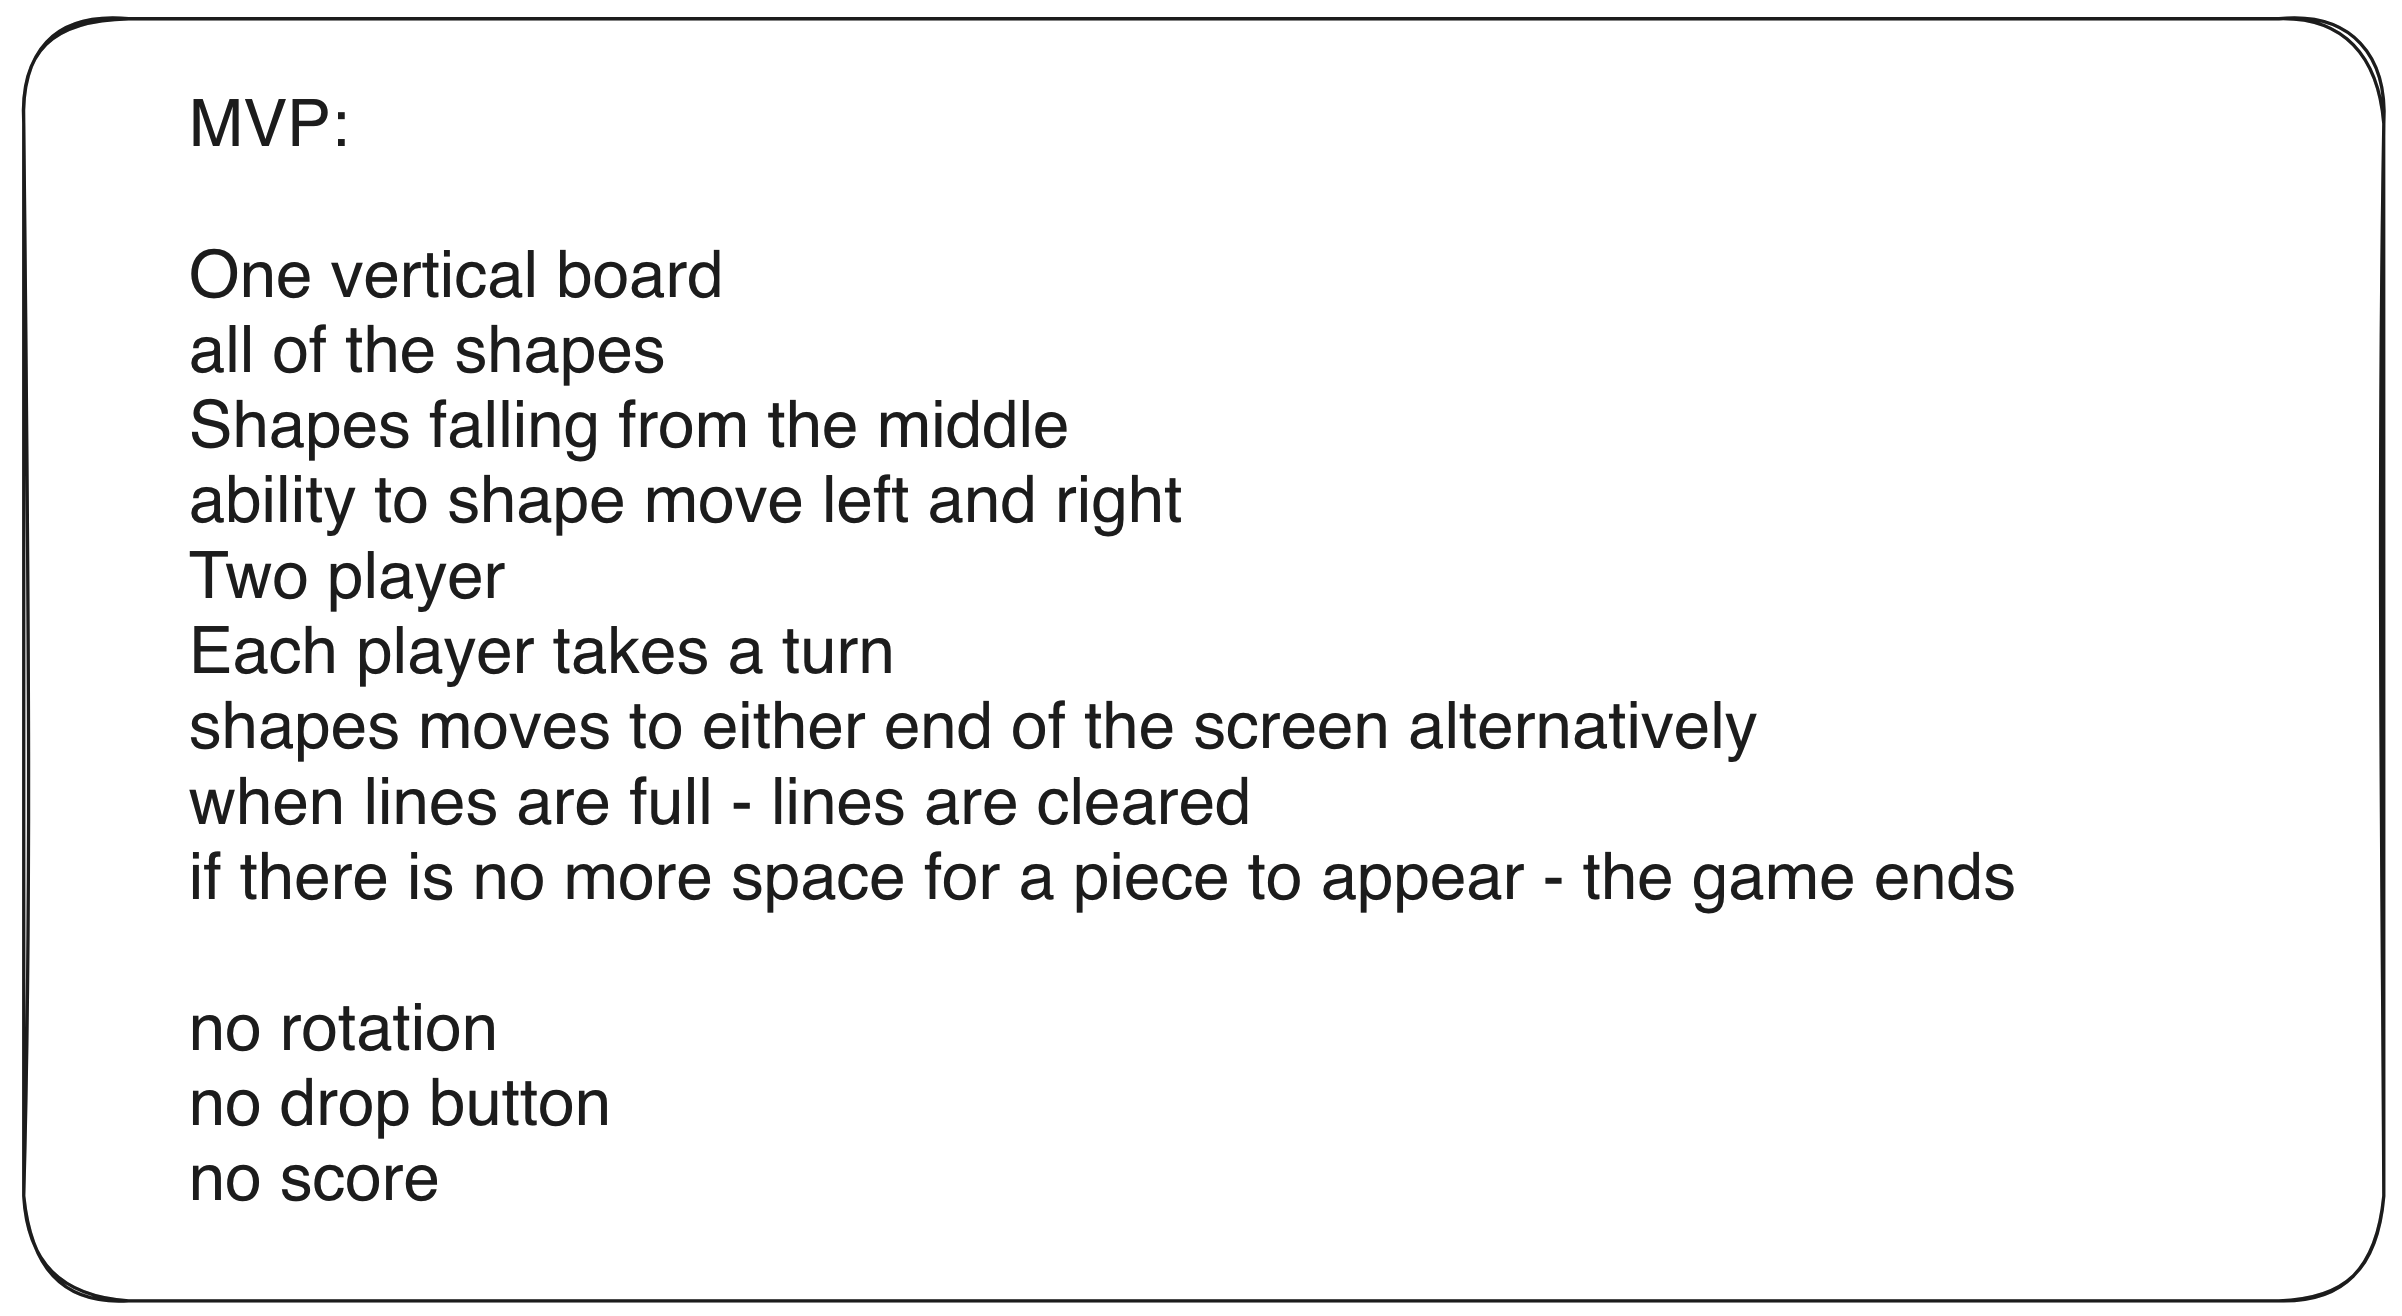 MVP:
One vertical board
all of the shapes
Shapes falling from the middle
ability to shape move left and right
Two player
Each player takes a turn
shapes moves to either end of the screen alternatively
when lines are full - lines are cleared
if there is no more space for a piece to appear - the game ends
no rotation
no drop button
no score